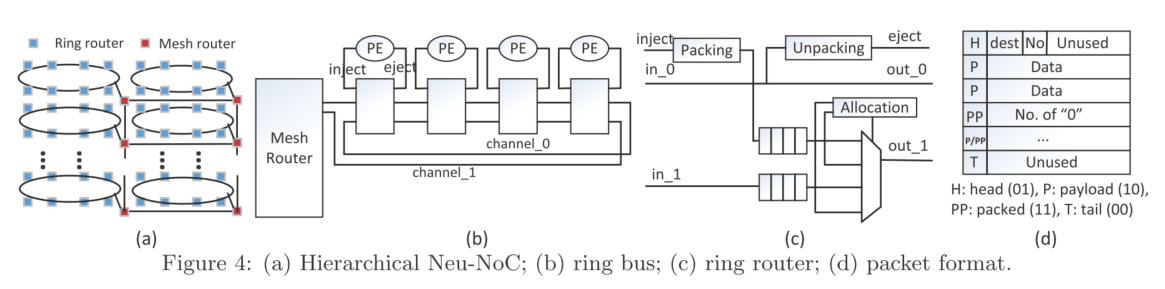 Ring router
Mesh router
(a)
PE
PE
PE
PE
inject
eject
Mesh
Router
channel_0
channel_1
(b)
inject
Packing
Unpacking
eject
in_0
out_0
Allocation
out_1
in_1
(c)
H dest No Unused
P Data
P Data
PP No. of “0”
P/PP ...
T Unused
H: head (01), P: payload (10),
PP: packed (11), T: tail (00)
(d)
Figure 4: (a) Hierarchical Neu-NoC; (b) ring bus; (c) ring router; (d) packet format.